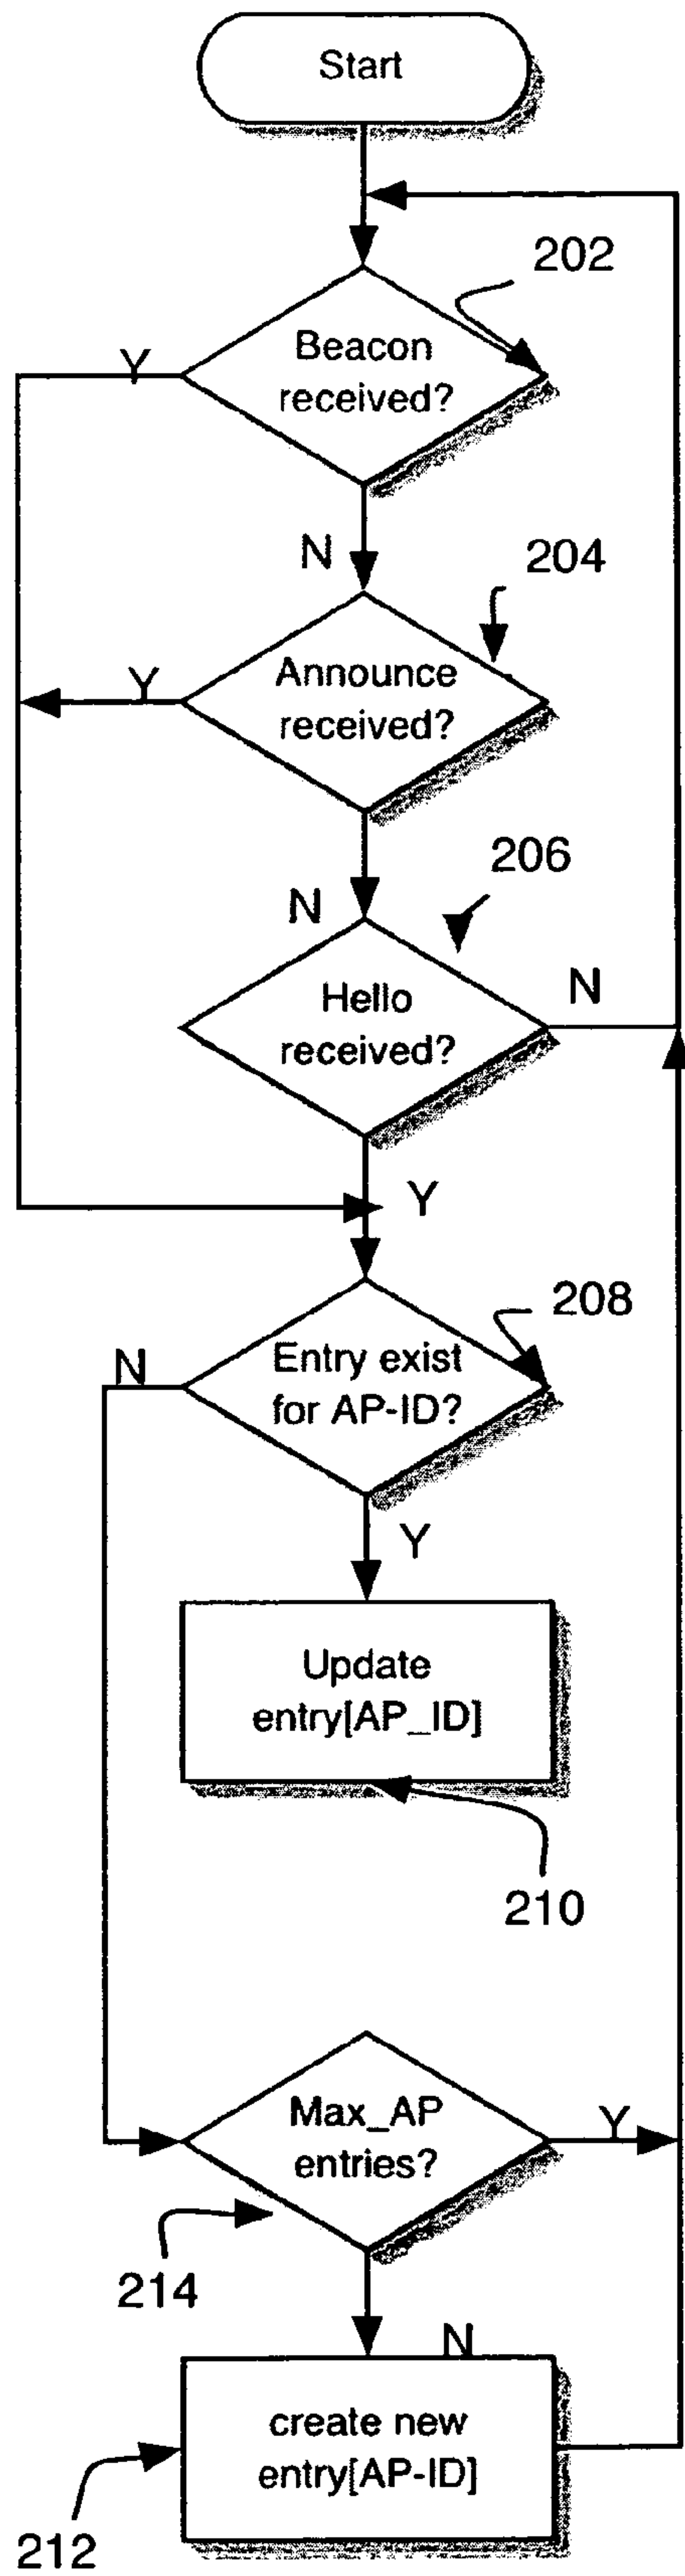 Start
202
Beacon
received?
Y
N
204
Announce
received?
Y
206
N
Hello
received?
N
Y
208
N
Entry exist
for AP-ID?
Y
Update
entry[AP_ID]
210
Max_AP
entries?
Y
214
N
create new
entry[AP-ID]
212